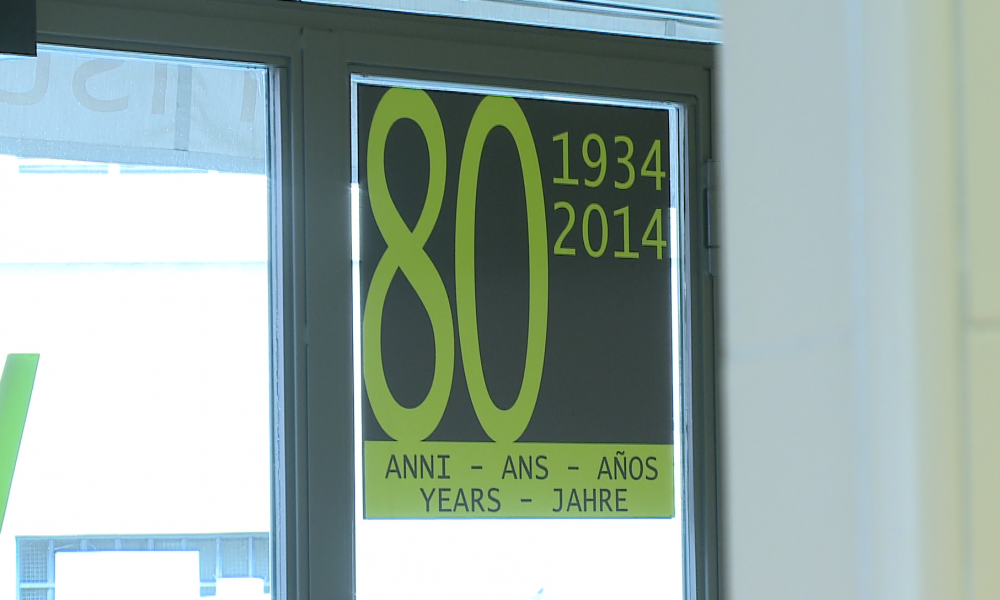 80
1934
2014
ANNI - ANS - AÑOS
YEARS - JAHRE